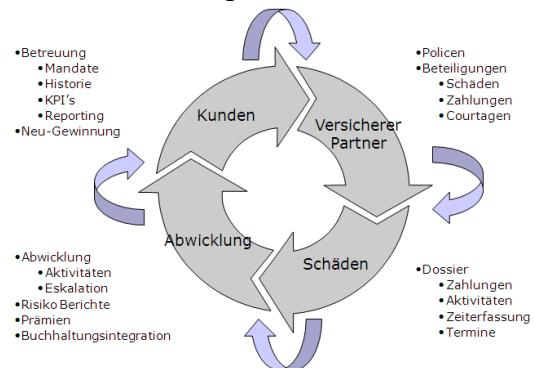 •Betreuung
•Mandate
•Historie
•KPI's
•Reporting
•Neu-Gewinnung
•Policen
•Beteiligungen
•Schäden
•Zahlungen
•Courtagen
Kunden
Versicherer
Partner
Abwicklung
Schäden
•Abwicklung
•Aktivitäten
•Eskalation
•Risiko Berichte
•Prämien
•Buchhaltungsintegration
•Dossier
•Zahlungen
•Aktivitäten
•Zeiterfassung
•Termine